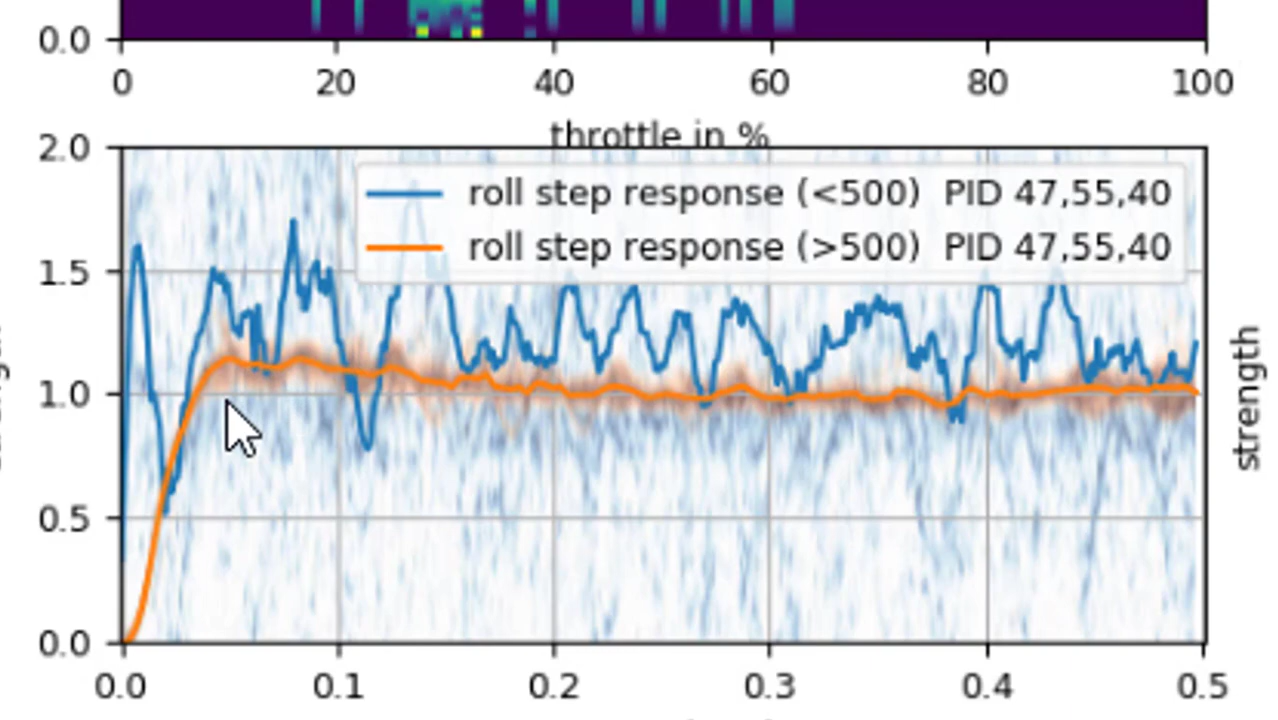 0.0
0 20 40 60 80 100
throttle in %
2.0
roll step response (<500) PID 47,55,40
roll step response (>500) PID 47,55,40
1.5
1.0
strength
0.5
0.0
0.0 0.1 0.2 0.3 0.4 0.5